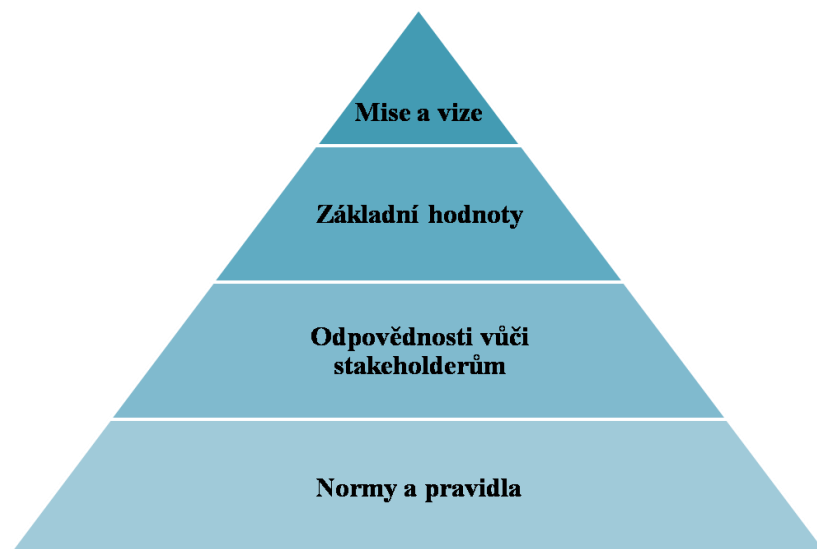 Mise a vize
Základní hodnoty
Odpovědnosti vůči
stakeholderům
Normy a pravidla